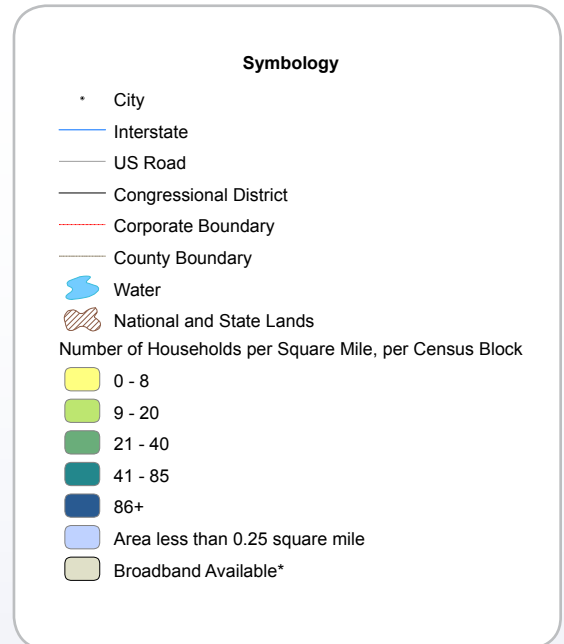 Symbology
City
Interstate
US Road
Congressional District
Corporate Boundary
County Boundary
Water
National and State Lands
Number of Households per Square Mile, per Census Block
0 - 8
9 - 20
21 - 40
41 - 85
86+
Area less than 0.25 square mile
Broadband Available*